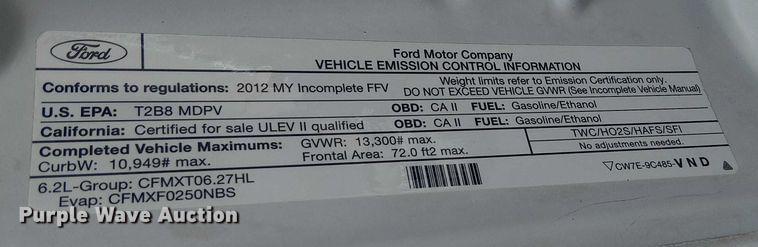 Ford
Ford Motor Company
VEHICLE EMISSION CONTROL INFORMATION
Conforms to regulations: 2012 MY Incomplete FFV
Weight limits refer to Emission Certification only.
DO NOT EXCEED VEHICLE GVWR (See Incomplete Vehicle Manual)
U.S. EPA: T2B8 MDPV OBD: CA II FUEL: Gasoline/Ethanol
California: Certified for sale ULEV II qualified OBD: CA II FUEL: Gasoline/Ethanol
Completed Vehicle Maximums: GVWR: 13,300# max.
CurbW: 10,949# max. Frontal Area: 72.0 ft2 max.
TWC/HO2S/HAFS/SFI
No adjustments needed.
6.2L-Group: CFMXT06.27HL
Evap: CFMXF0250NBS
CW7E-9C485-VND
Purple Wave Auction